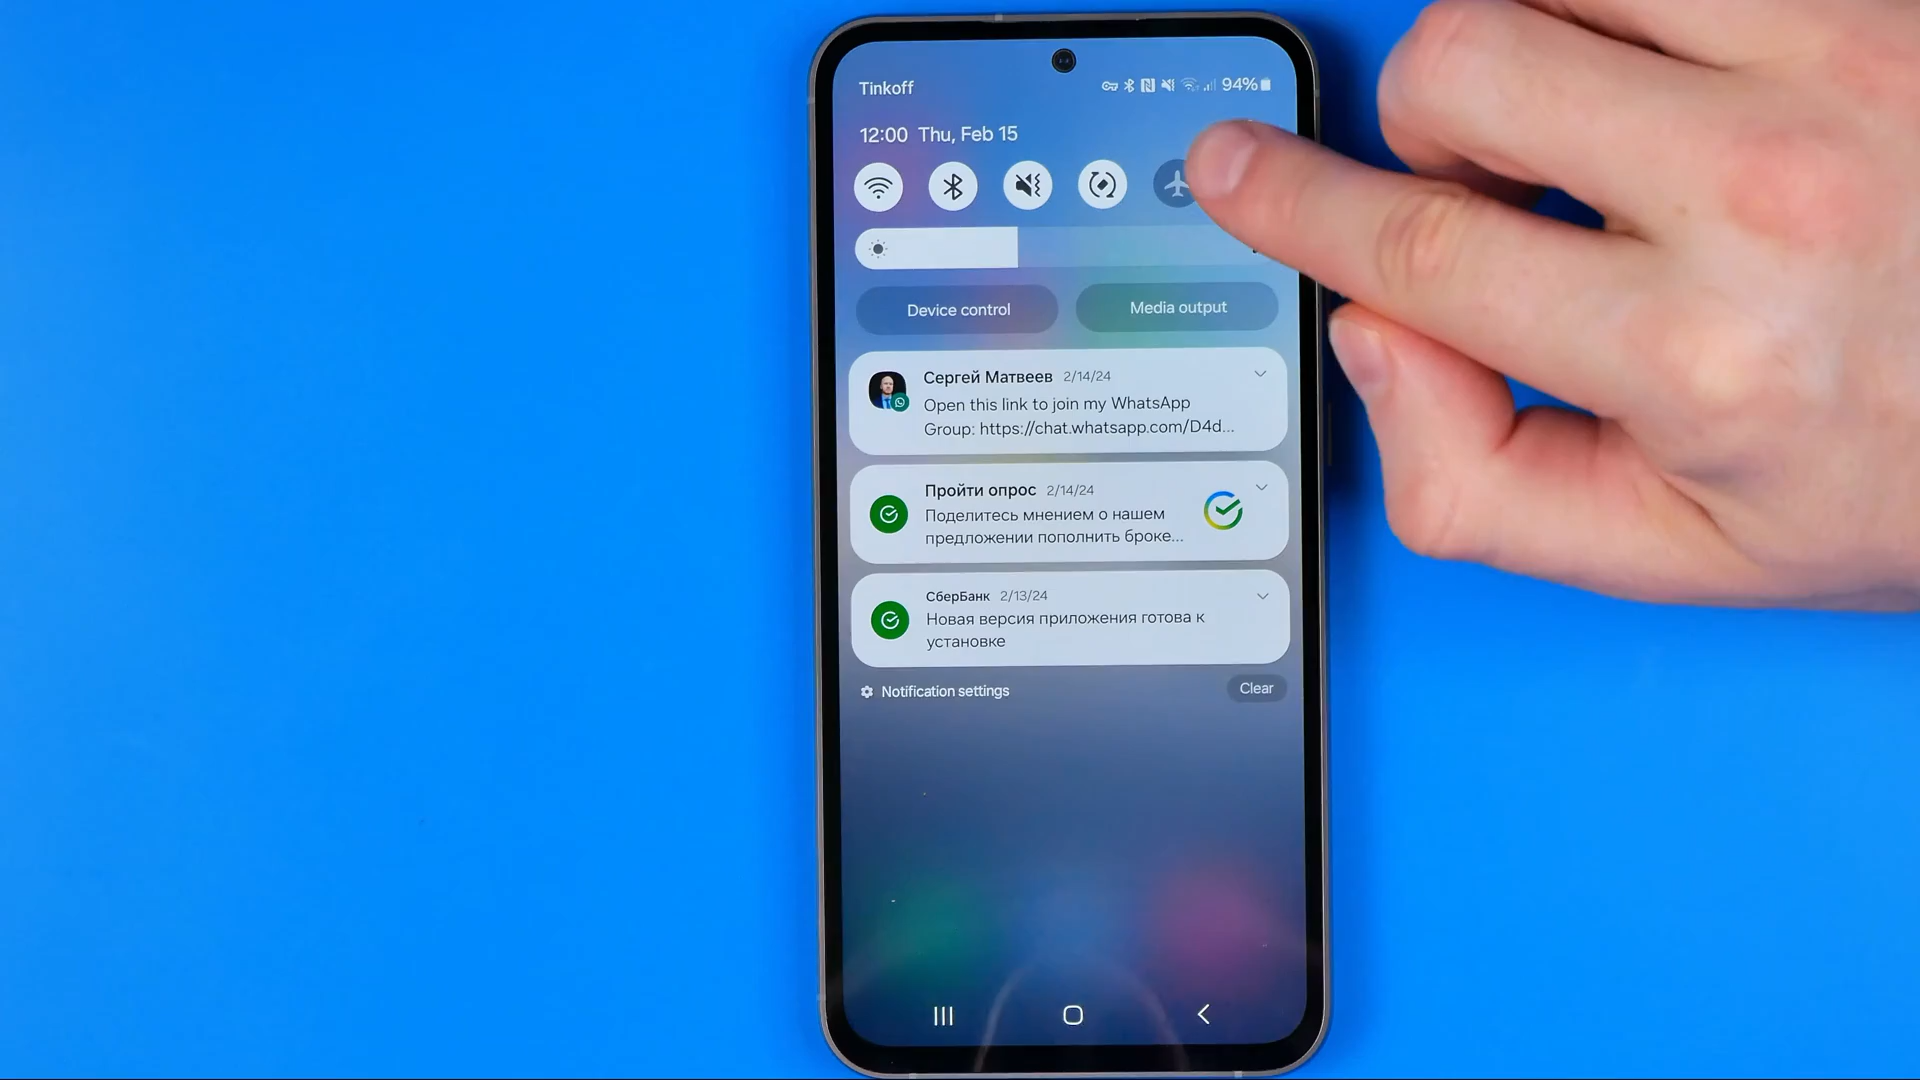 Tinkoff
94%
12:00 Thu, Feb 15
Device control
Media output
Сергей Матвеев 2/14/24
Open this link to join my WhatsApp
Group: https://chat.whatsapp.com/D4d...
Пройти опрос 2/14/24
Поделитесь мнением о нашем
предложении пополнить броке...
СберБанк 2/13/24
Новая версия приложения готова к
установке
Notification settings
Clear